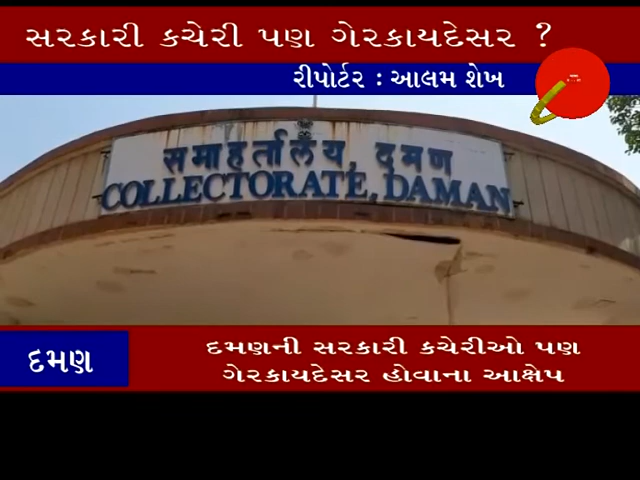 સરકારી કચેરી પણ ગેરકાયદેસર ?
રીપોર્ટર : આલમ શેખ
समाहर्तालय, दमण
COLLECTORATE, DAMAN
દમણ
દમણની સરકારી કચેરીઓ પણ
ગેરકાયદેસર હોવાના આક્ષેપ